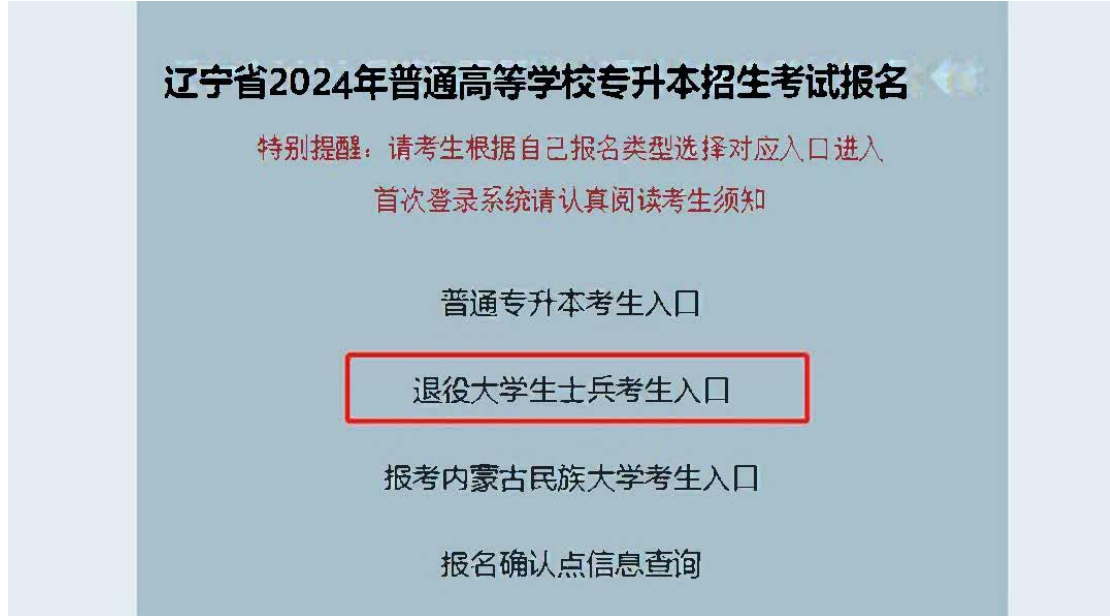 辽宁省2024年普通高等学校专升本招生考试报名
特别提醒：请考生根据自己报名类型选择对应入口进入
首次登录系统请认真阅读考生须知
普通专升本考生入口
退役大学生士兵考生入口
报考内蒙古民族大学考生入口
报名确认点信息查询